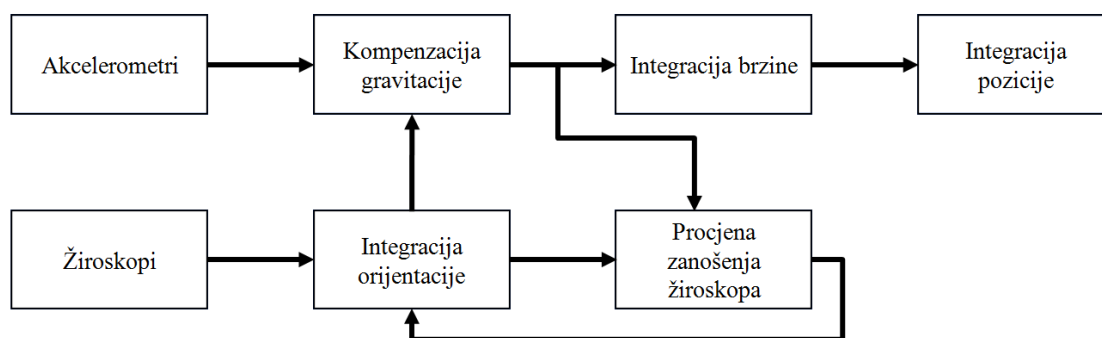 Akcelerometri
Kompenzacija
gravitacije
Integracija brzine
Integracija
pozicije
Žiroskopi
Integracija
orijentacije
Procjena
zanošenja
žiroskopa